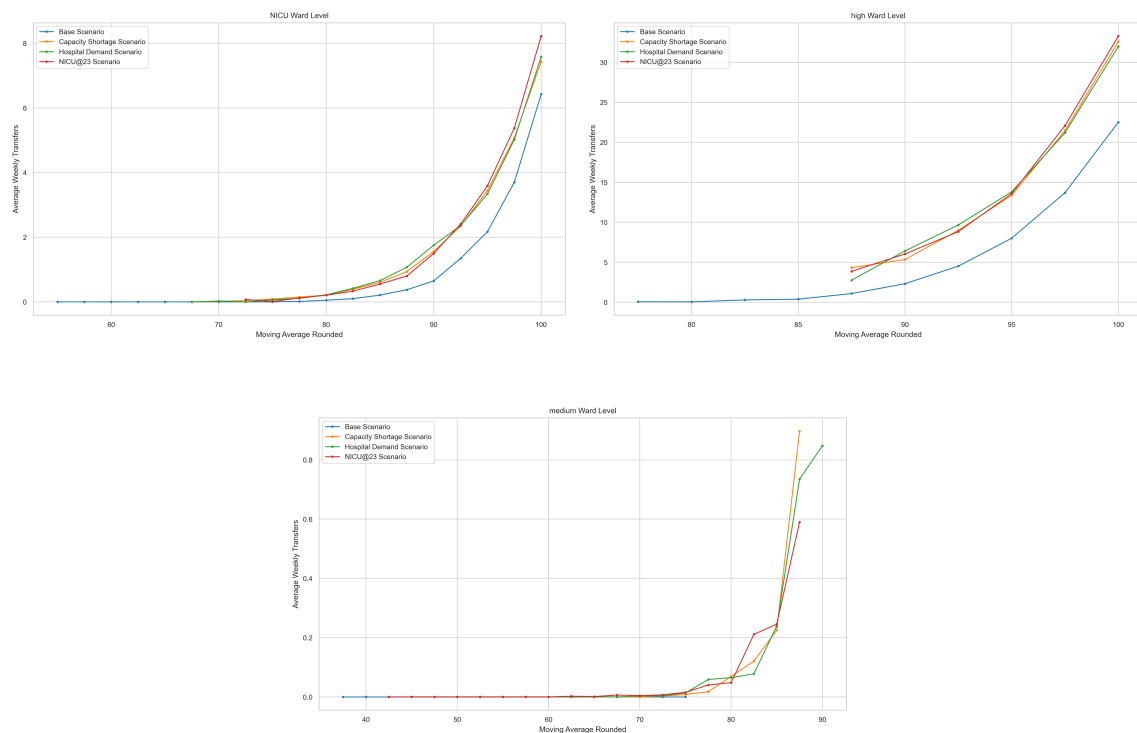 NICU Ward Level
Base Scenario
Capacity Shortage Scenario
Hospital Demand Scenario
NICU@23 Scenario
8
6
4
2
0
Average Weekly Transfers
60
70
80
90
100
Moving Average Rounded
high Ward Level
Base Scenario
Capacity Shortage Scenario
Hospital Demand Scenario
NICU@23 Scenario
30
25
20
15
10
5
0
Average Weekly Transfers
80
85
90
95
100
Moving Average Rounded
medium Ward Level
Base Scenario
Capacity Shortage Scenario
Hospital Demand Scenario
NICU@23 Scenario
0.8
0.6
0.4
0.2
0.0
Average Weekly Transfers
40
50
60
70
80
90
Moving Average Rounded